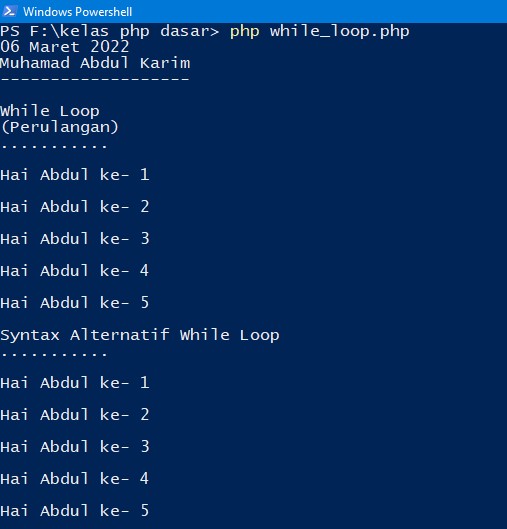 Windows Powershell
PS F:\kelas php dasar> php while_loop.php
06 Maret 2022
Muhamad Abdul Karim
-------------------
While Loop
(Perulangan)
...........
Hai Abdul ke- 1
Hai Abdul ke- 2
Hai Abdul ke- 3
Hai Abdul ke- 4
Hai Abdul ke- 5
Syntax Alternatif While Loop
...........
Hai Abdul ke- 1
Hai Abdul ke- 2
Hai Abdul ke- 3
Hai Abdul ke- 4
Hai Abdul ke- 5